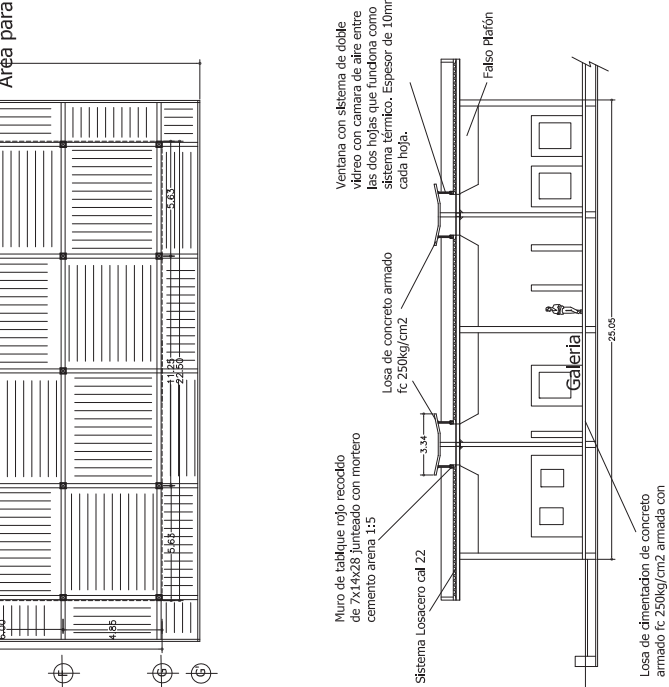 Area para
5.63
11.25
22.50
5.63
6.00
4.85
F
G
G'
Ventana con sistema de doble
vidreo con camara de aire entre
las dos hojas que funciona como
sistema térmico. Espesor de 10mm
cada hoja.
Falso Plafón
Losa de concreto armado
fc 250kg/cm2
Muro de tabique rojo recocido
de 7x14x28 junteado con mortero
cemento arena 1:5
Sistema Losacero cal 22
3.34
Galeria
25.05
Losa de cimentacion de concreto
armado fc 250kg/cm2 armada con